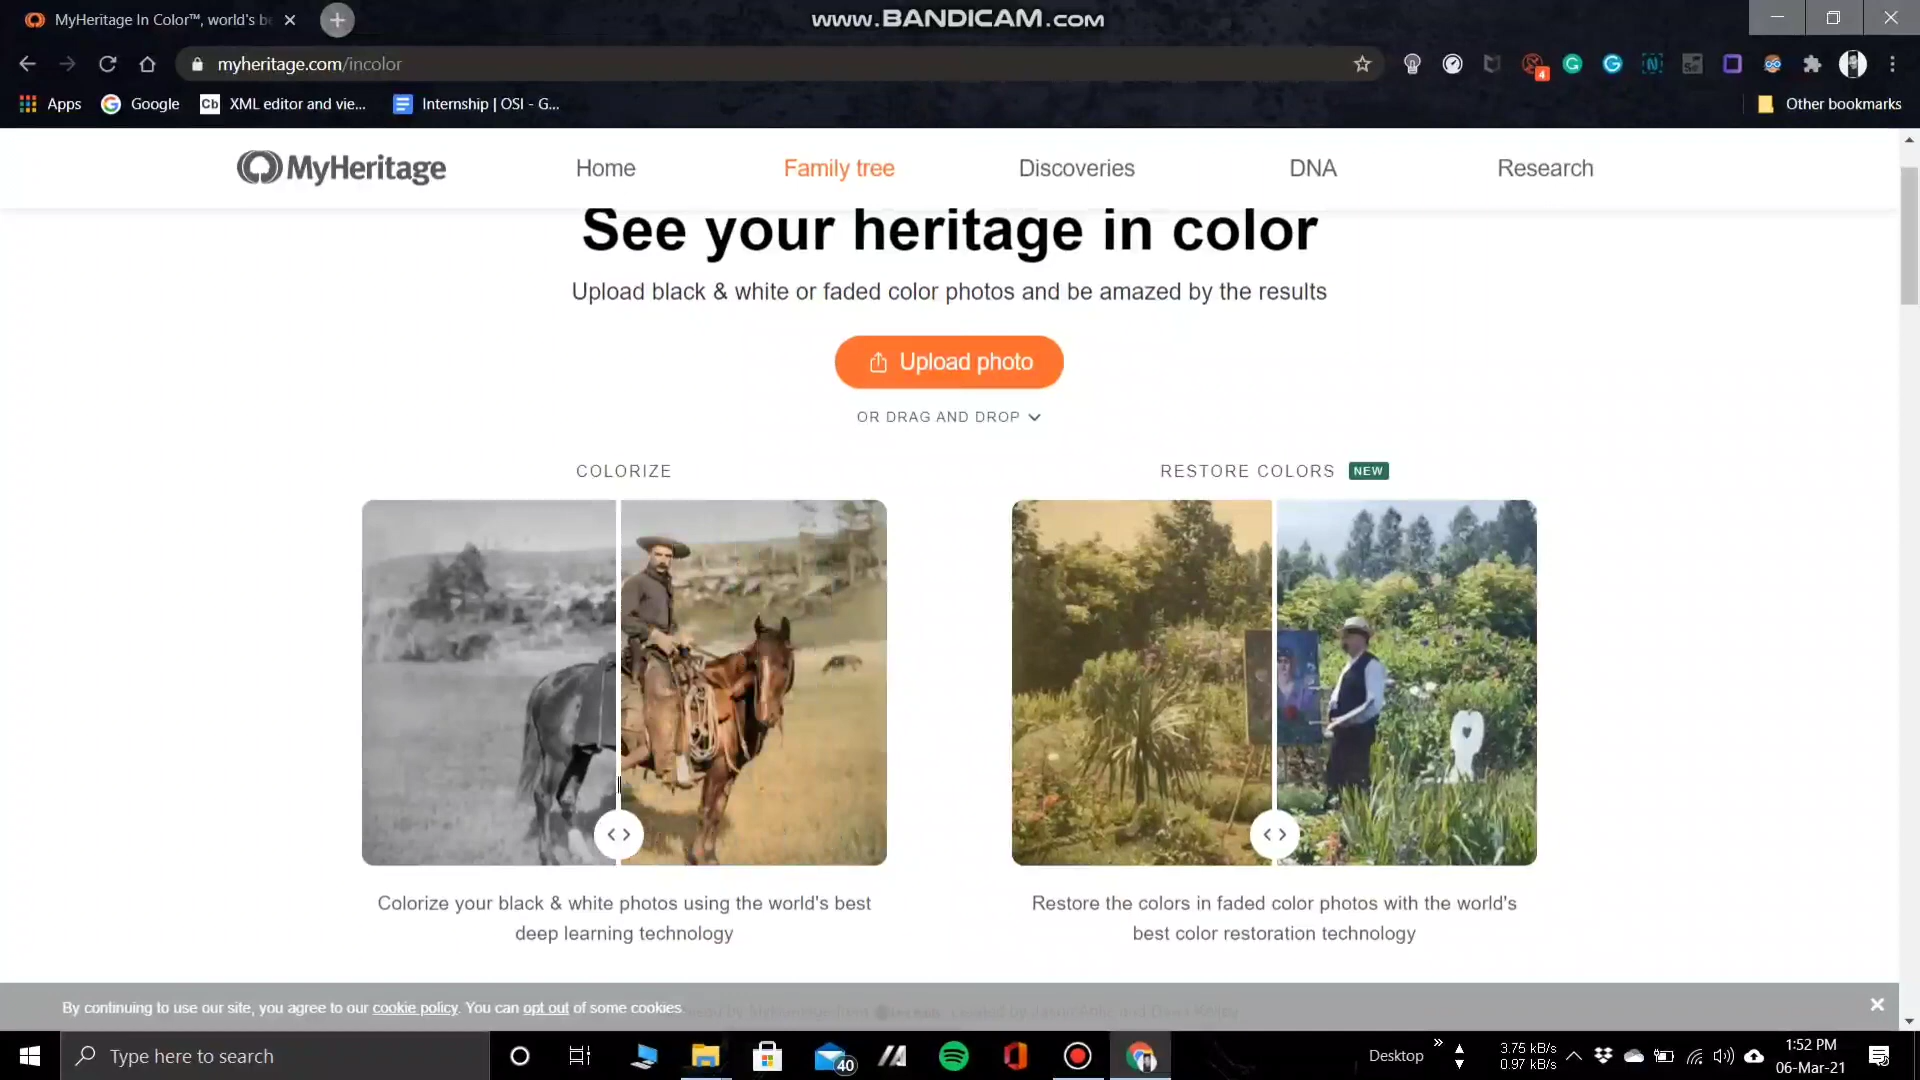 MyHeritage In Color™, world's be
www.BANDICAM.com
myheritage.com/incolor
4
Apps
Google
Cb
XML editor and vie...
Internship | OSI - G...
Other bookmarks
MyHeritage
Home
Family tree
Discoveries
DNA
Research
See your heritage in color
Upload black & white or faded color photos and be amazed by the results
Upload photo
OR DRAG AND DROP
COLORIZE
RESTORE COLORS NEW
Colorize your black & white photos using the world's best
deep learning technology
Restore the colors in faded color photos with the world's
best color restoration technology
By continuing to use our site, you agree to our cookie policy. You can opt out of some cookies.
Type here to search
40
Desktop
3.75 kB/s
0.97 kB/s
1:52 PM
06-Mar-21